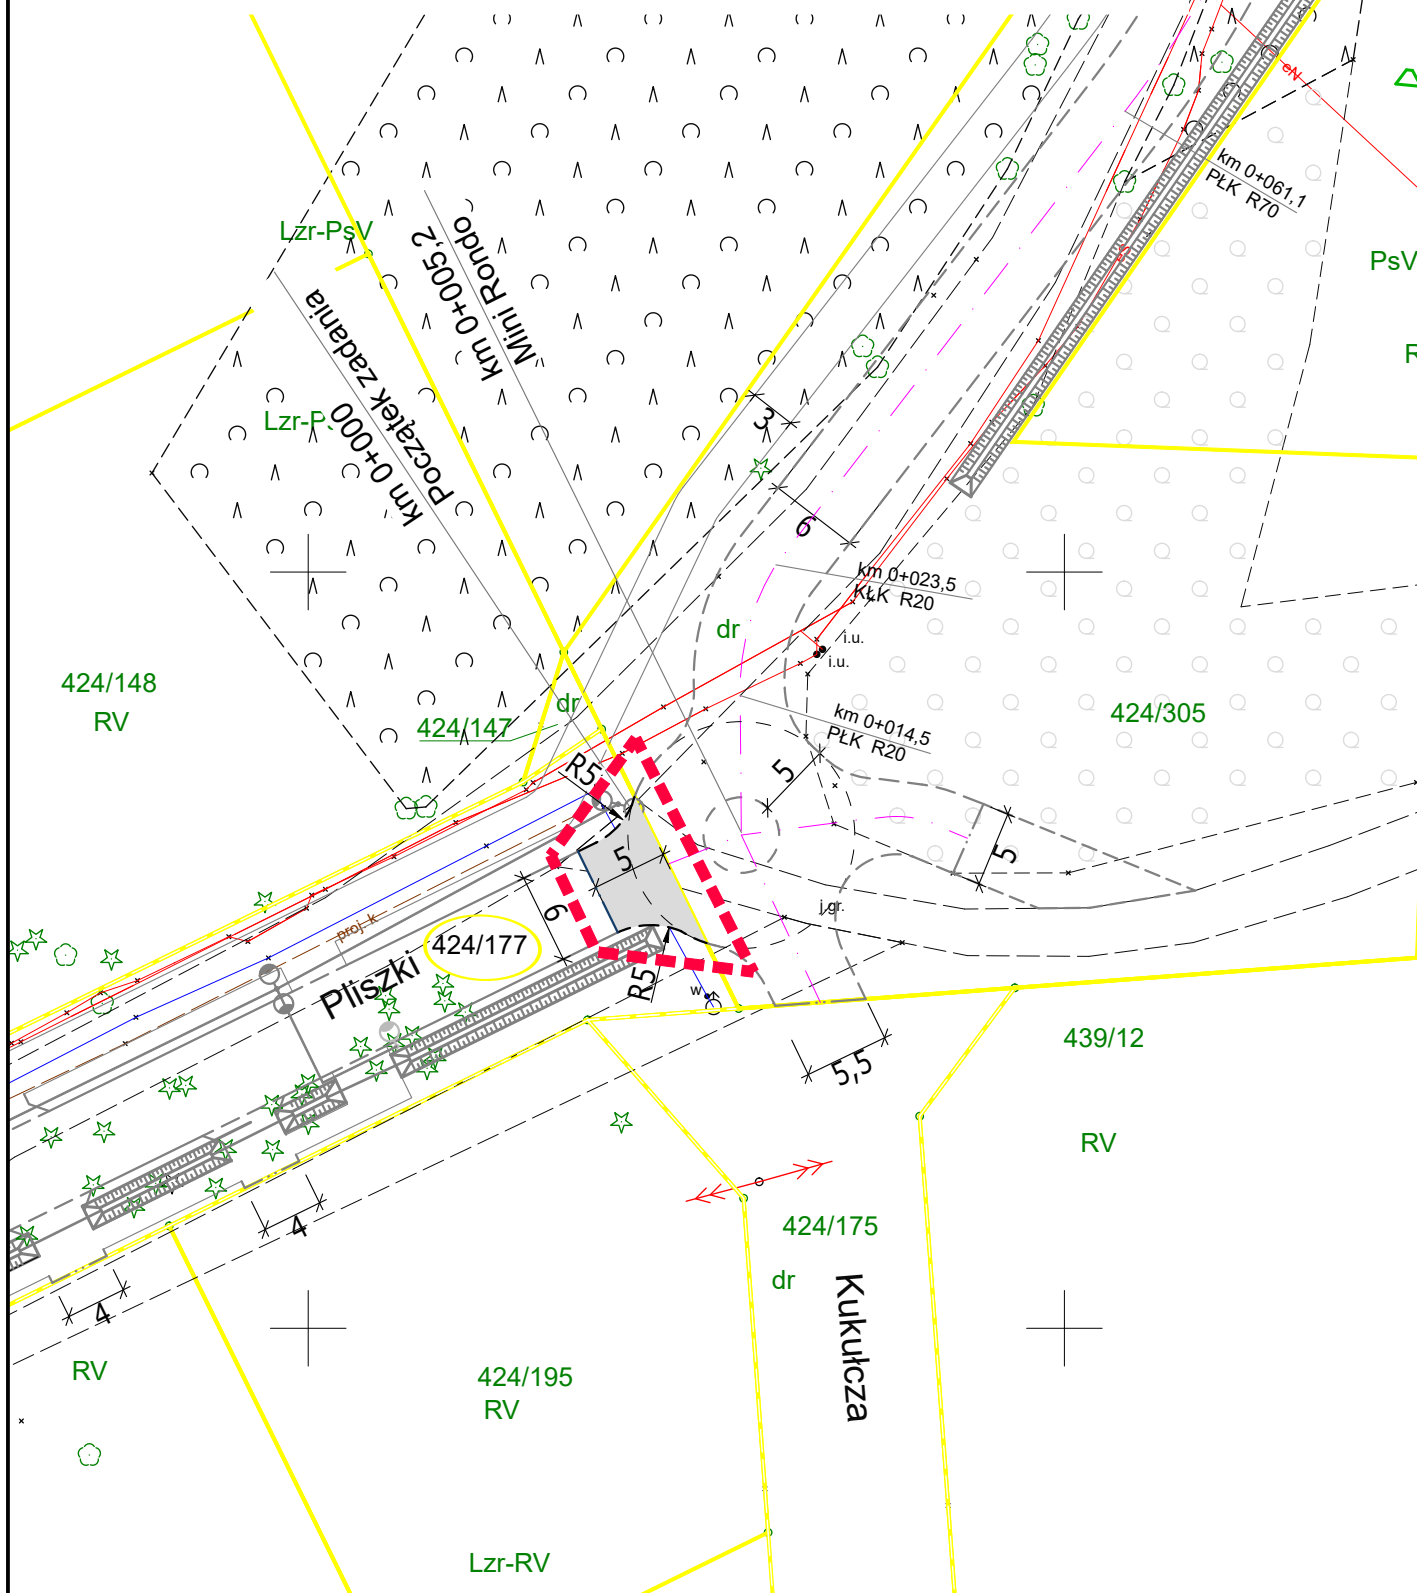 eN
km 0+061,1
PŁK R70
Lzr-PsV
PsV
km 0+005,2
Mini Rondo
km 0+000
Początek zadania
Lzr-P
3
6
km 0+023,5
KŁK R20
dr
i.u.
i.u.
424/148
RV
dr
424/147
km 0+014,5
PŁK R20
424/305
R5
5
5
5
6
proj. k
424/177
j.gr.
Pliszki
R5
w
439/12
5,5
RV
4
424/175
dr
Kukułcza
4
RV
424/195
RV
Lzr-RV